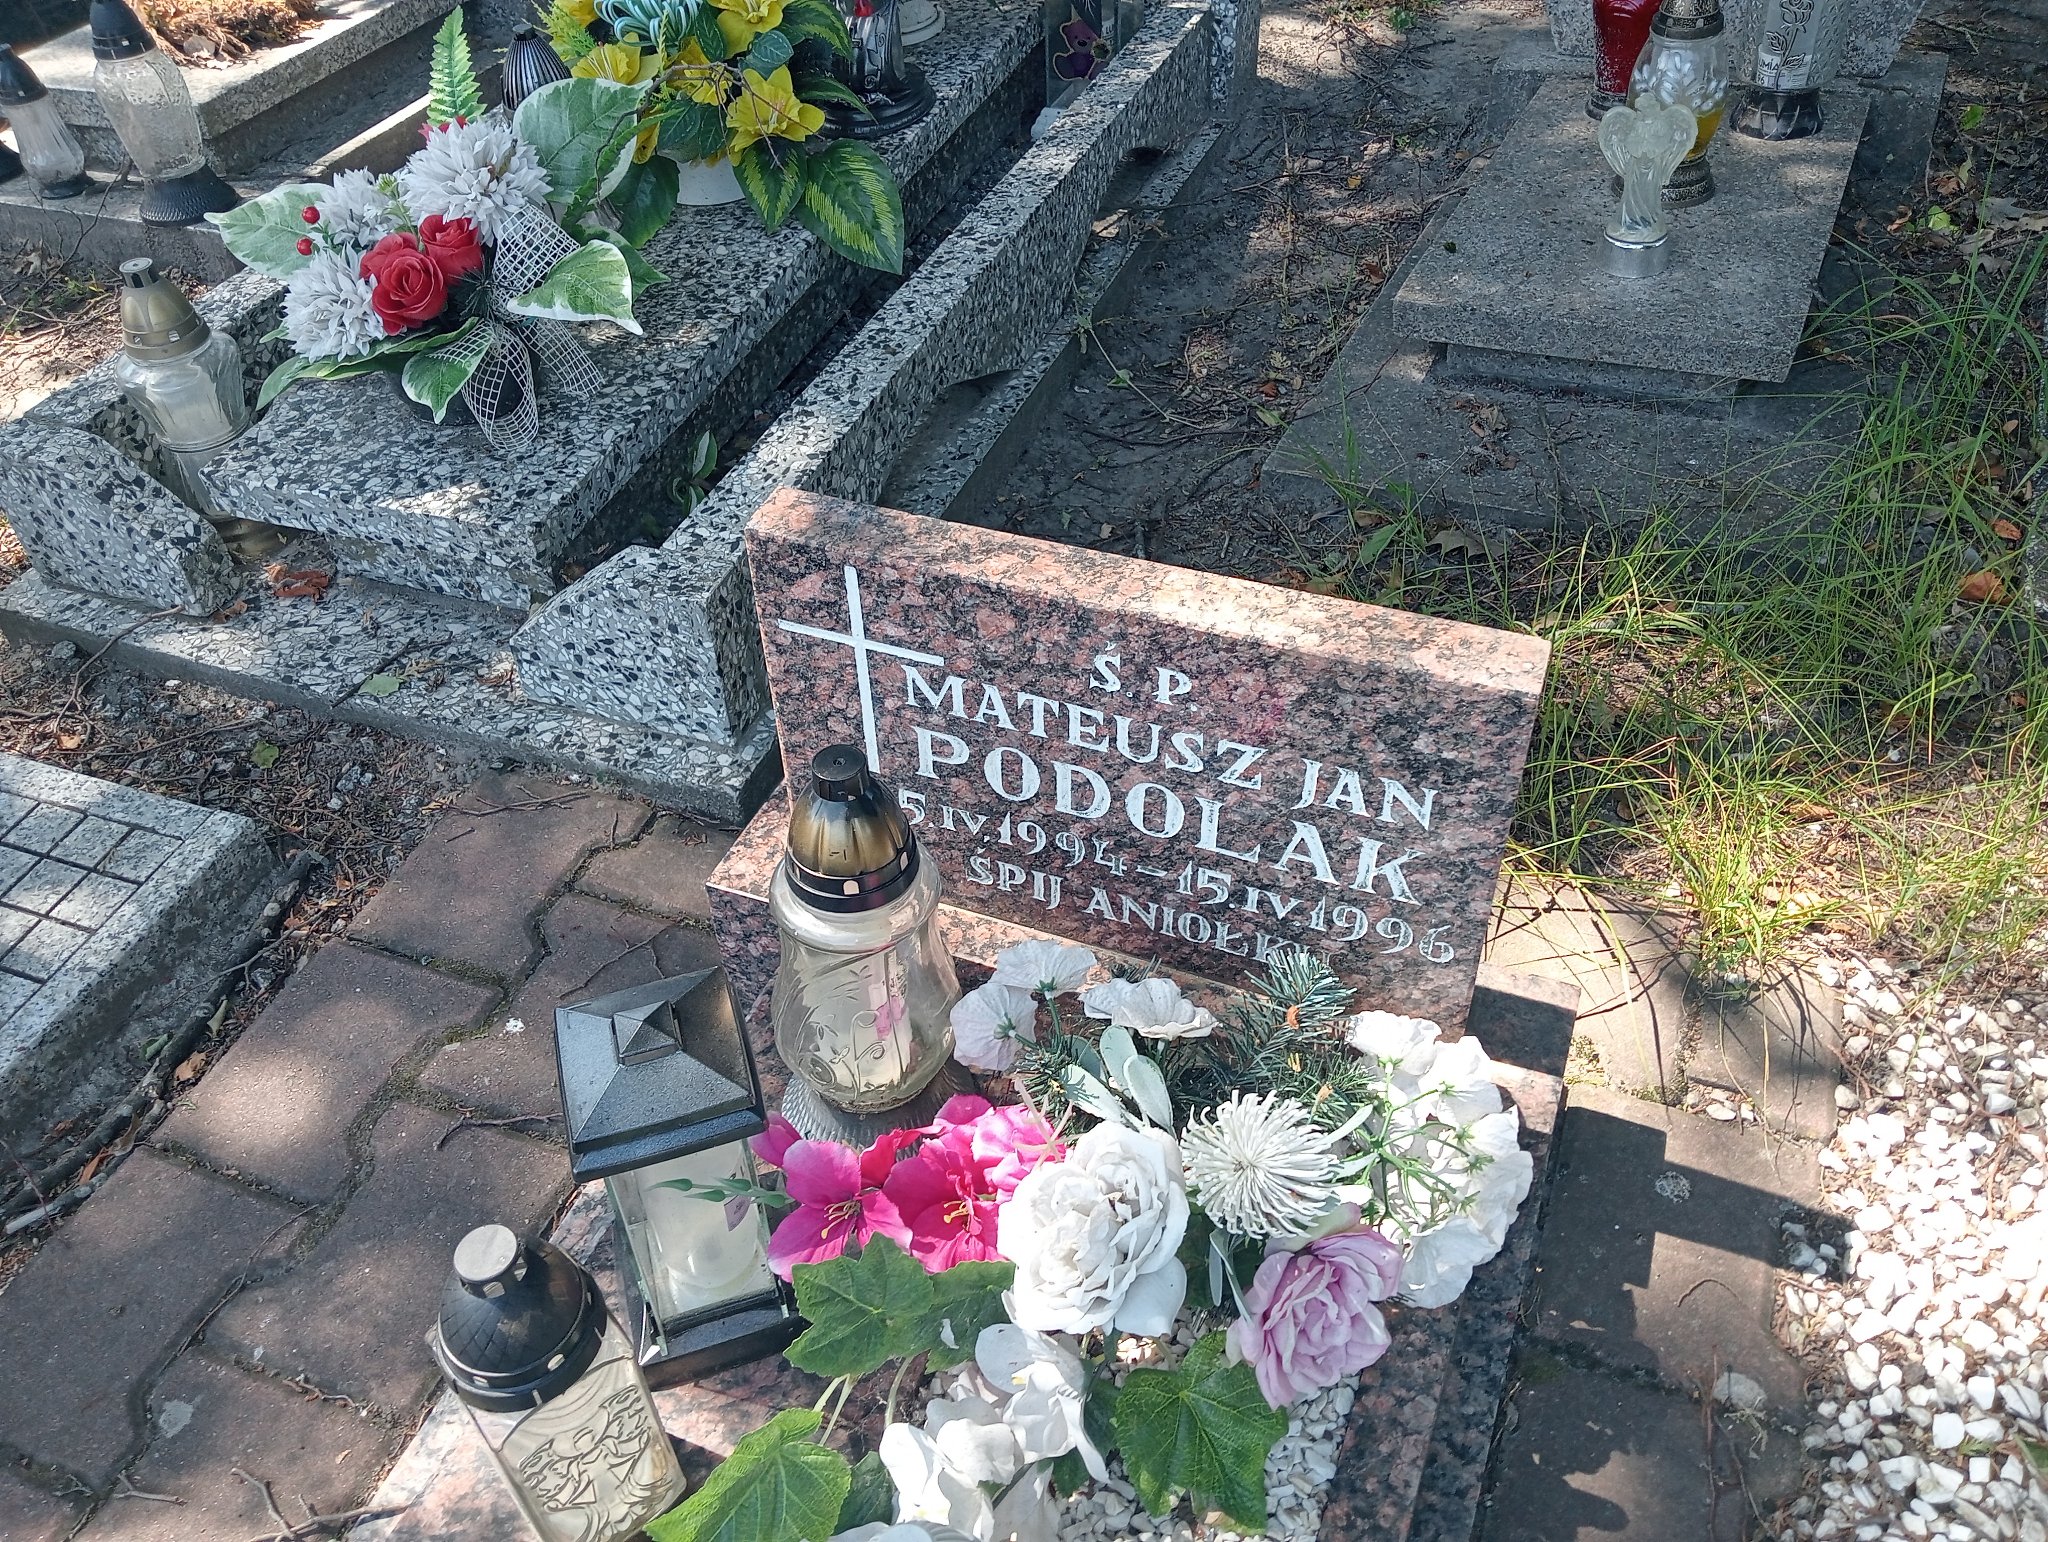 Ś. P.
MATEUSZ JAN
PODOLAK
5.IV.1994-15.IV.1996
ŚPIJ ANIOŁKU